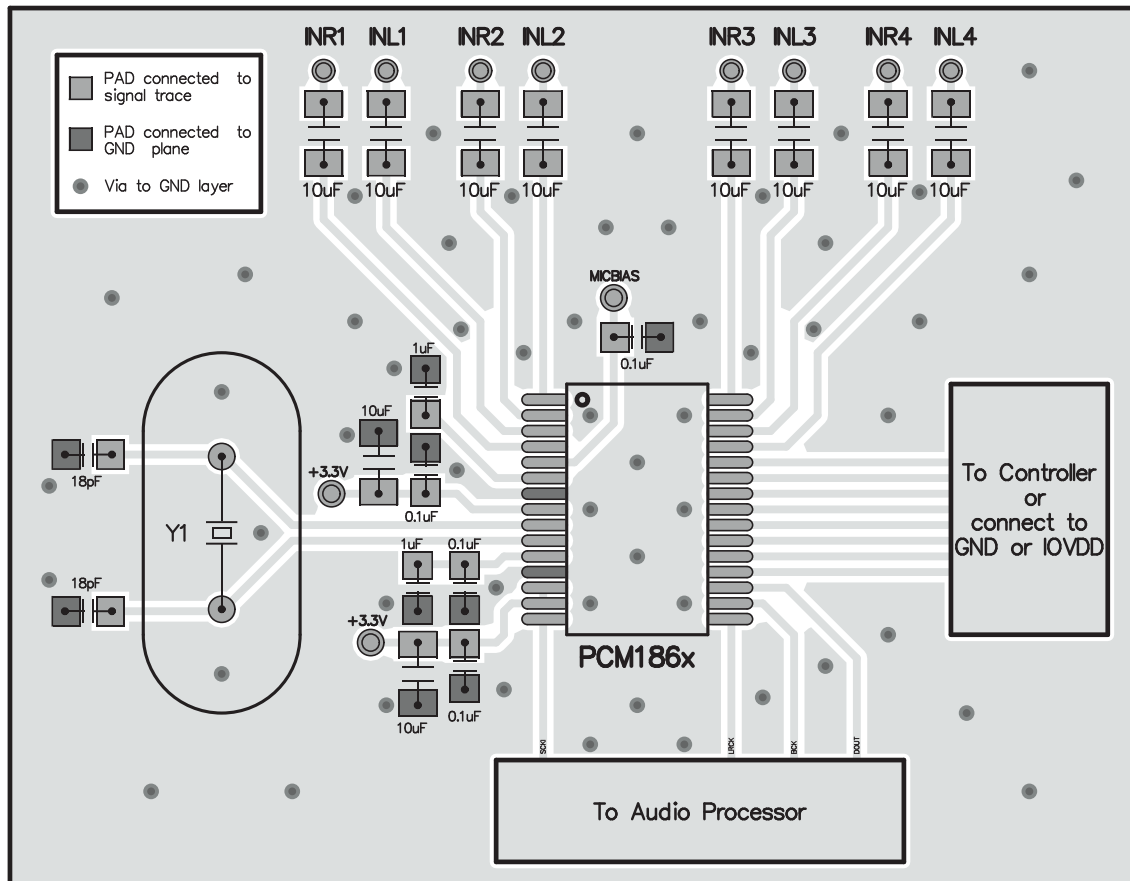 INR1 INL1 INR2 INL2 INR3 INL3 INR4 INL4
PAD connected to
signal trace
PAD connected to
GND plane
Via to GND layer
10uF 10uF 10uF 10uF 10uF 10uF 10uF 10uF
MICBIAS
0.1uF
1uF
10uF
+3.3V
0.1uF
18pF
Y1
To Controller
or
connect to
GND or IOVDD
1uF 0.1uF
18pF
+3.3V
PCM186x
10uF 0.1uF
SCKI LRCK BCK DOUT
To Audio Processor